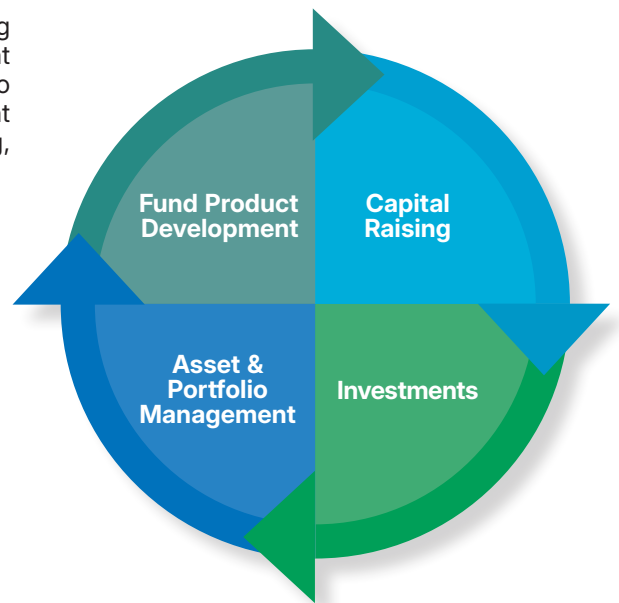 Fund Product
Development
Capital
Raising
Asset &
Portfolio
Management
Investments